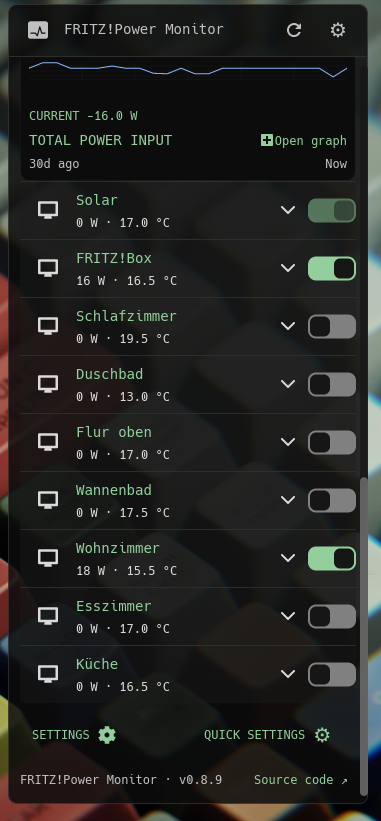 FRITZ!Power Monitor
CURRENT -16.0 W
TOTAL POWER INPUT
Open graph
30d ago
Now
Solar
0 W · 17.0 °C
FRITZ!Box
16 W · 16.5 °C
Schlafzimmer
0 W · 19.5 °C
Duschbad
0 W · 13.0 °C
Flur oben
0 W · 17.0 °C
Wannenbad
0 W · 17.5 °C
Wohnzimmer
18 W · 15.5 °C
Esszimmer
0 W · 17.0 °C
Küche
0 W · 16.5 °C
SETTINGS
QUICK SETTINGS
FRITZ!Power Monitor · v0.8.9
Source code ↗